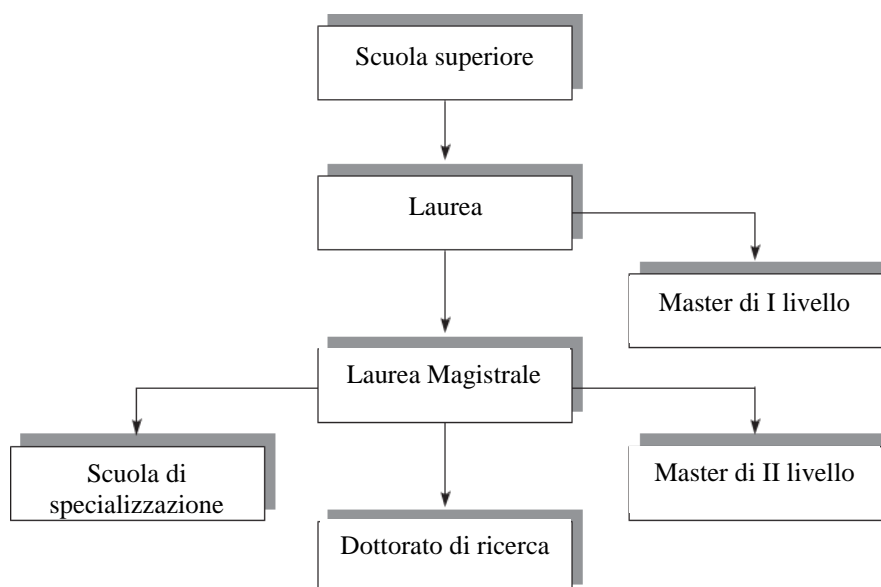 Scuola superiore
Laurea
Master di I livello
Laurea Magistrale
Scuola di
specializzazione
Master di II livello
Dottorato di ricerca